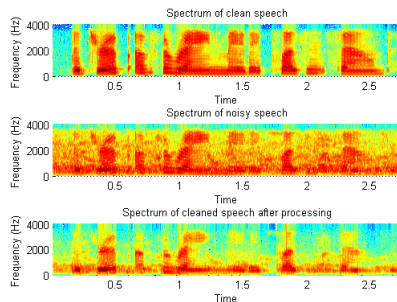 Spectrum of clean speech
Frequency (Hz)
4000
2000
0
0.5 1 1.5 2 2.5
Time
Spectrum of noisy speech
Frequency (Hz)
4000
2000
0
0.5 1 1.5 2 2.5
Time
Spectrum of cleaned speech after processing
Frequency (Hz)
4000
2000
0
0.5 1 1.5 2 2.5
Time